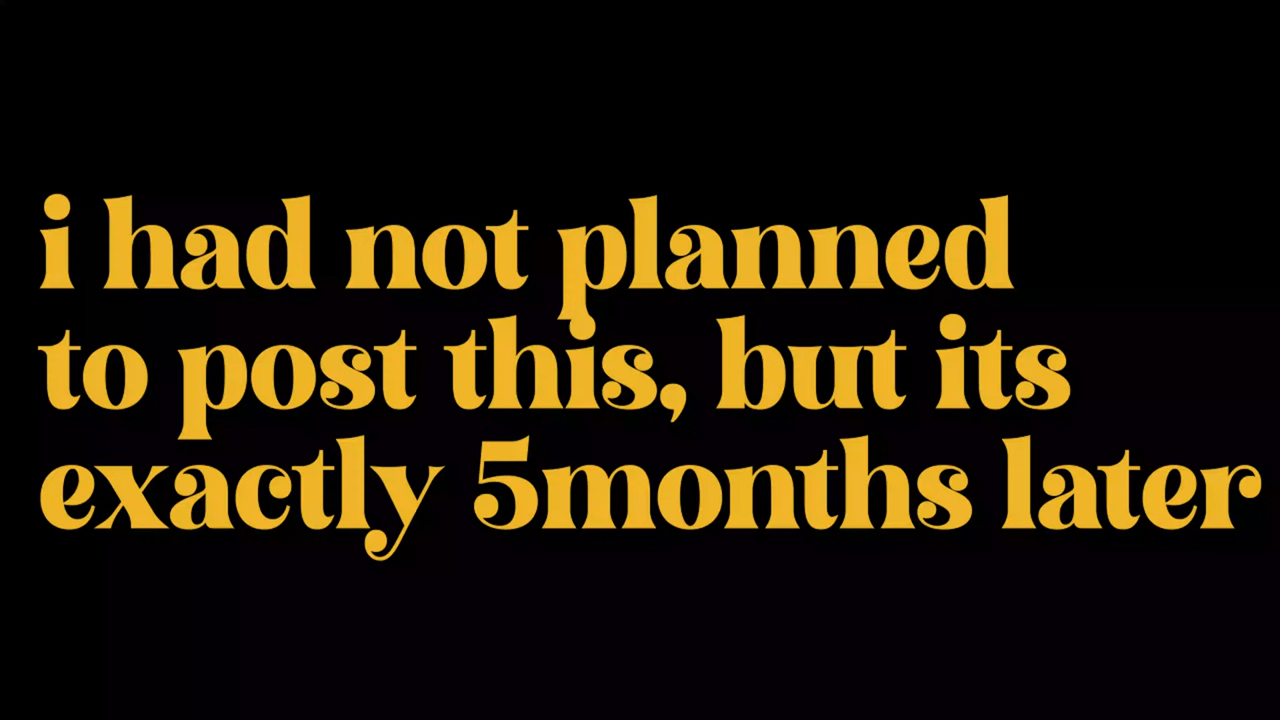 i had not planned
to post this, but its
exactly 5months later